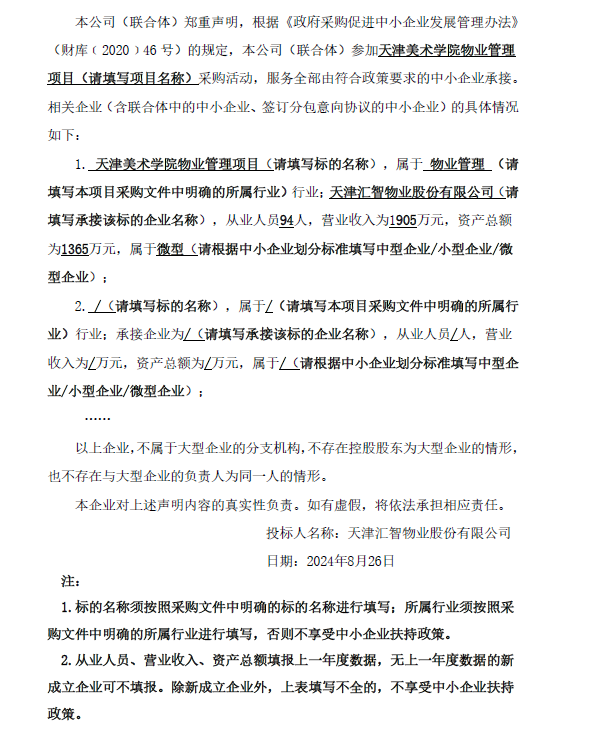 本公司（联合体）郑重声明，根据《政府采购促进中小企业发展管理办法》
（财库﹝2020﹞46号）的规定，本公司（联合体）参加天津美术学院物业管理
项目（请填写项目名称）采购活动，服务全部由符合政策要求的中小企业承接。
相关企业（含联合体中的中小企业、签订分包意向协议的中小企业）的具体情况
如下：
1. 天津美术学院物业管理项目（请填写标的名称），属于 物业管理 （请
填写本项目采购文件中明确的所属行业）行业；天津汇智物业股份有限公司（请
填写承接该标的企业名称），从业人员94人，营业收入为1905万元，资产总额
为1365万元，属于微型（请根据中小企业划分标准填写中型企业/小型企业/微
型企业）；
2. /（请填写标的名称），属于/（请填写本项目采购文件中明确的所属行
业）行业；承接企业为/（请填写承接该标的企业名称），从业人员/人，营业
收入为/万元，资产总额为/万元，属于/（请根据中小企业划分标准填写中型企
业/小型企业/微型企业）；
……
以上企业，不属于大型企业的分支机构，不存在控股股东为大型企业的情形，
也不存在与大型企业的负责人为同一人的情形。
本企业对上述声明内容的真实性负责。如有虚假，将依法承担相应责任。
投标人名称：天津汇智物业股份有限公司
日期：2024年8月26日
注：
1.标的名称须按照采购文件中明确的标的名称进行填写；所属行业须按照采
购文件中明确的所属行业进行填写，否则不享受中小企业扶持政策。
2.从业人员、营业收入、资产总额填报上一年度数据，无上一年度数据的新
成立企业可不填报。除新成立企业外，上表填写不全的，不享受中小企业扶持
政策。